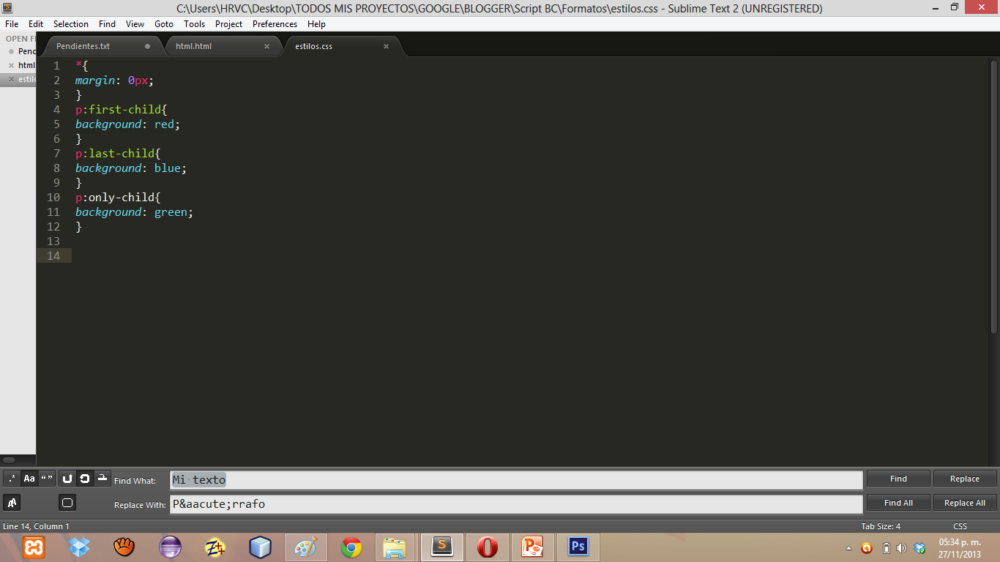 C:\Users\HRVC\Desktop\TODOS MIS PROYECTOS\GOOGLE\BLOGGER\Script BC\Formatos\estilos.css - Sublime Text 2 (UNREGISTERED)
File Edit Selection Find View Goto Tools Project Preferences Help
OPEN FI
Pend
html
estilo
Pendientes.txt html.html estilos.css
1 *{
2 margin: 0px;
3 }
4 p:first-child{
5 background: red;
6 }
7 p:last-child{
8 background: blue;
9 }
10 p:only-child{
11 background: green;
12 }
13
14
.* Aa “ ” Find What: Mi texto Find Replace
Replace With: P&aacute;rrafo Find All Replace All
Line 14, Column 1 Tab Size: 4 CSS
05:34 p. m.
27/11/2013